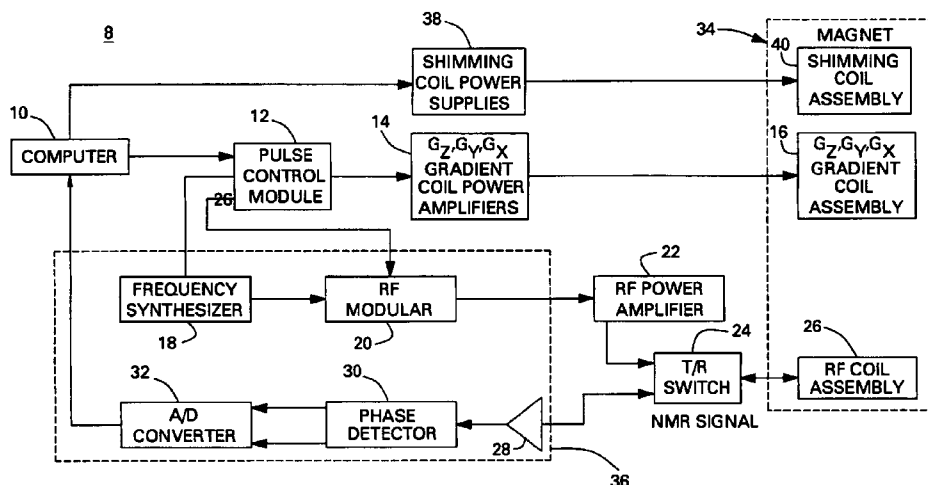 8
38
SHIMMING
COIL POWER
SUPPLIES
34
MAGNET
40
SHIMMING
COIL
ASSEMBLY
10
COMPUTER
12
PULSE
CONTROL
MODULE
26
14
GZ,GY,GX
GRADIENT
COIL POWER
AMPLIFIERS
16
GZ,GY,GX
GRADIENT
COIL
ASSEMBLY
FREQUENCY
SYNTHESIZER
18
RF
MODULAR
20
22
RF POWER
AMPLIFIER
24
T/R
SWITCH
NMR SIGNAL
26
RF COIL
ASSEMBLY
32
A/D
CONVERTER
30
PHASE
DETECTOR
28
36